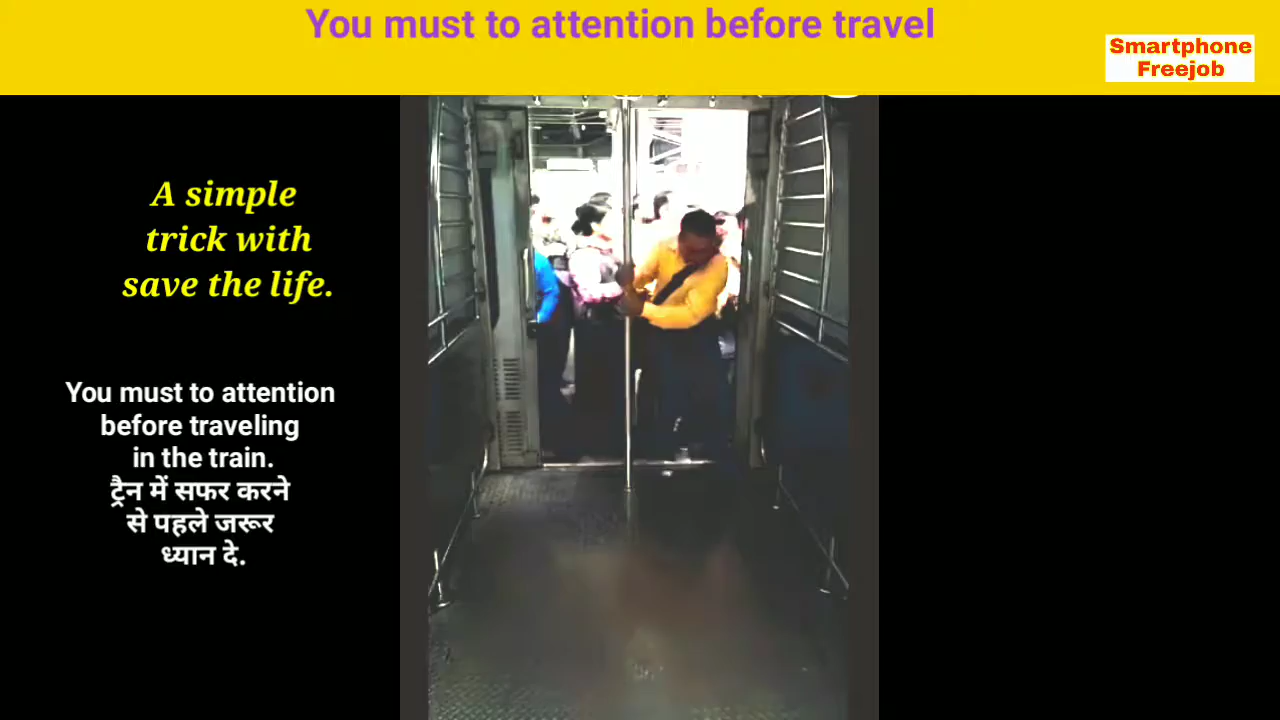 You must to attention before travel
Smartphone
Freejob
A simple
trick with
save the life.
You must to attention
before traveling
in the train.
ट्रैन में सफर करने
से पहले जरूर
ध्यान दे.